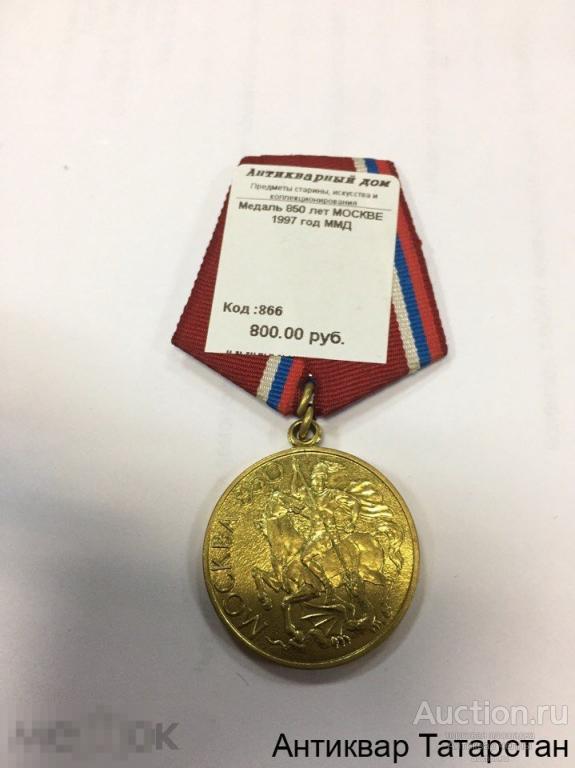 Антикварный дом
Предметы старины, искусства и
коллекционирования
Медаль 850 лет МОСКВЕ
1997 год ММД
Код :866
800.00 руб.
МОСКВА 850
Auction.ru
Антиквар Татарстан